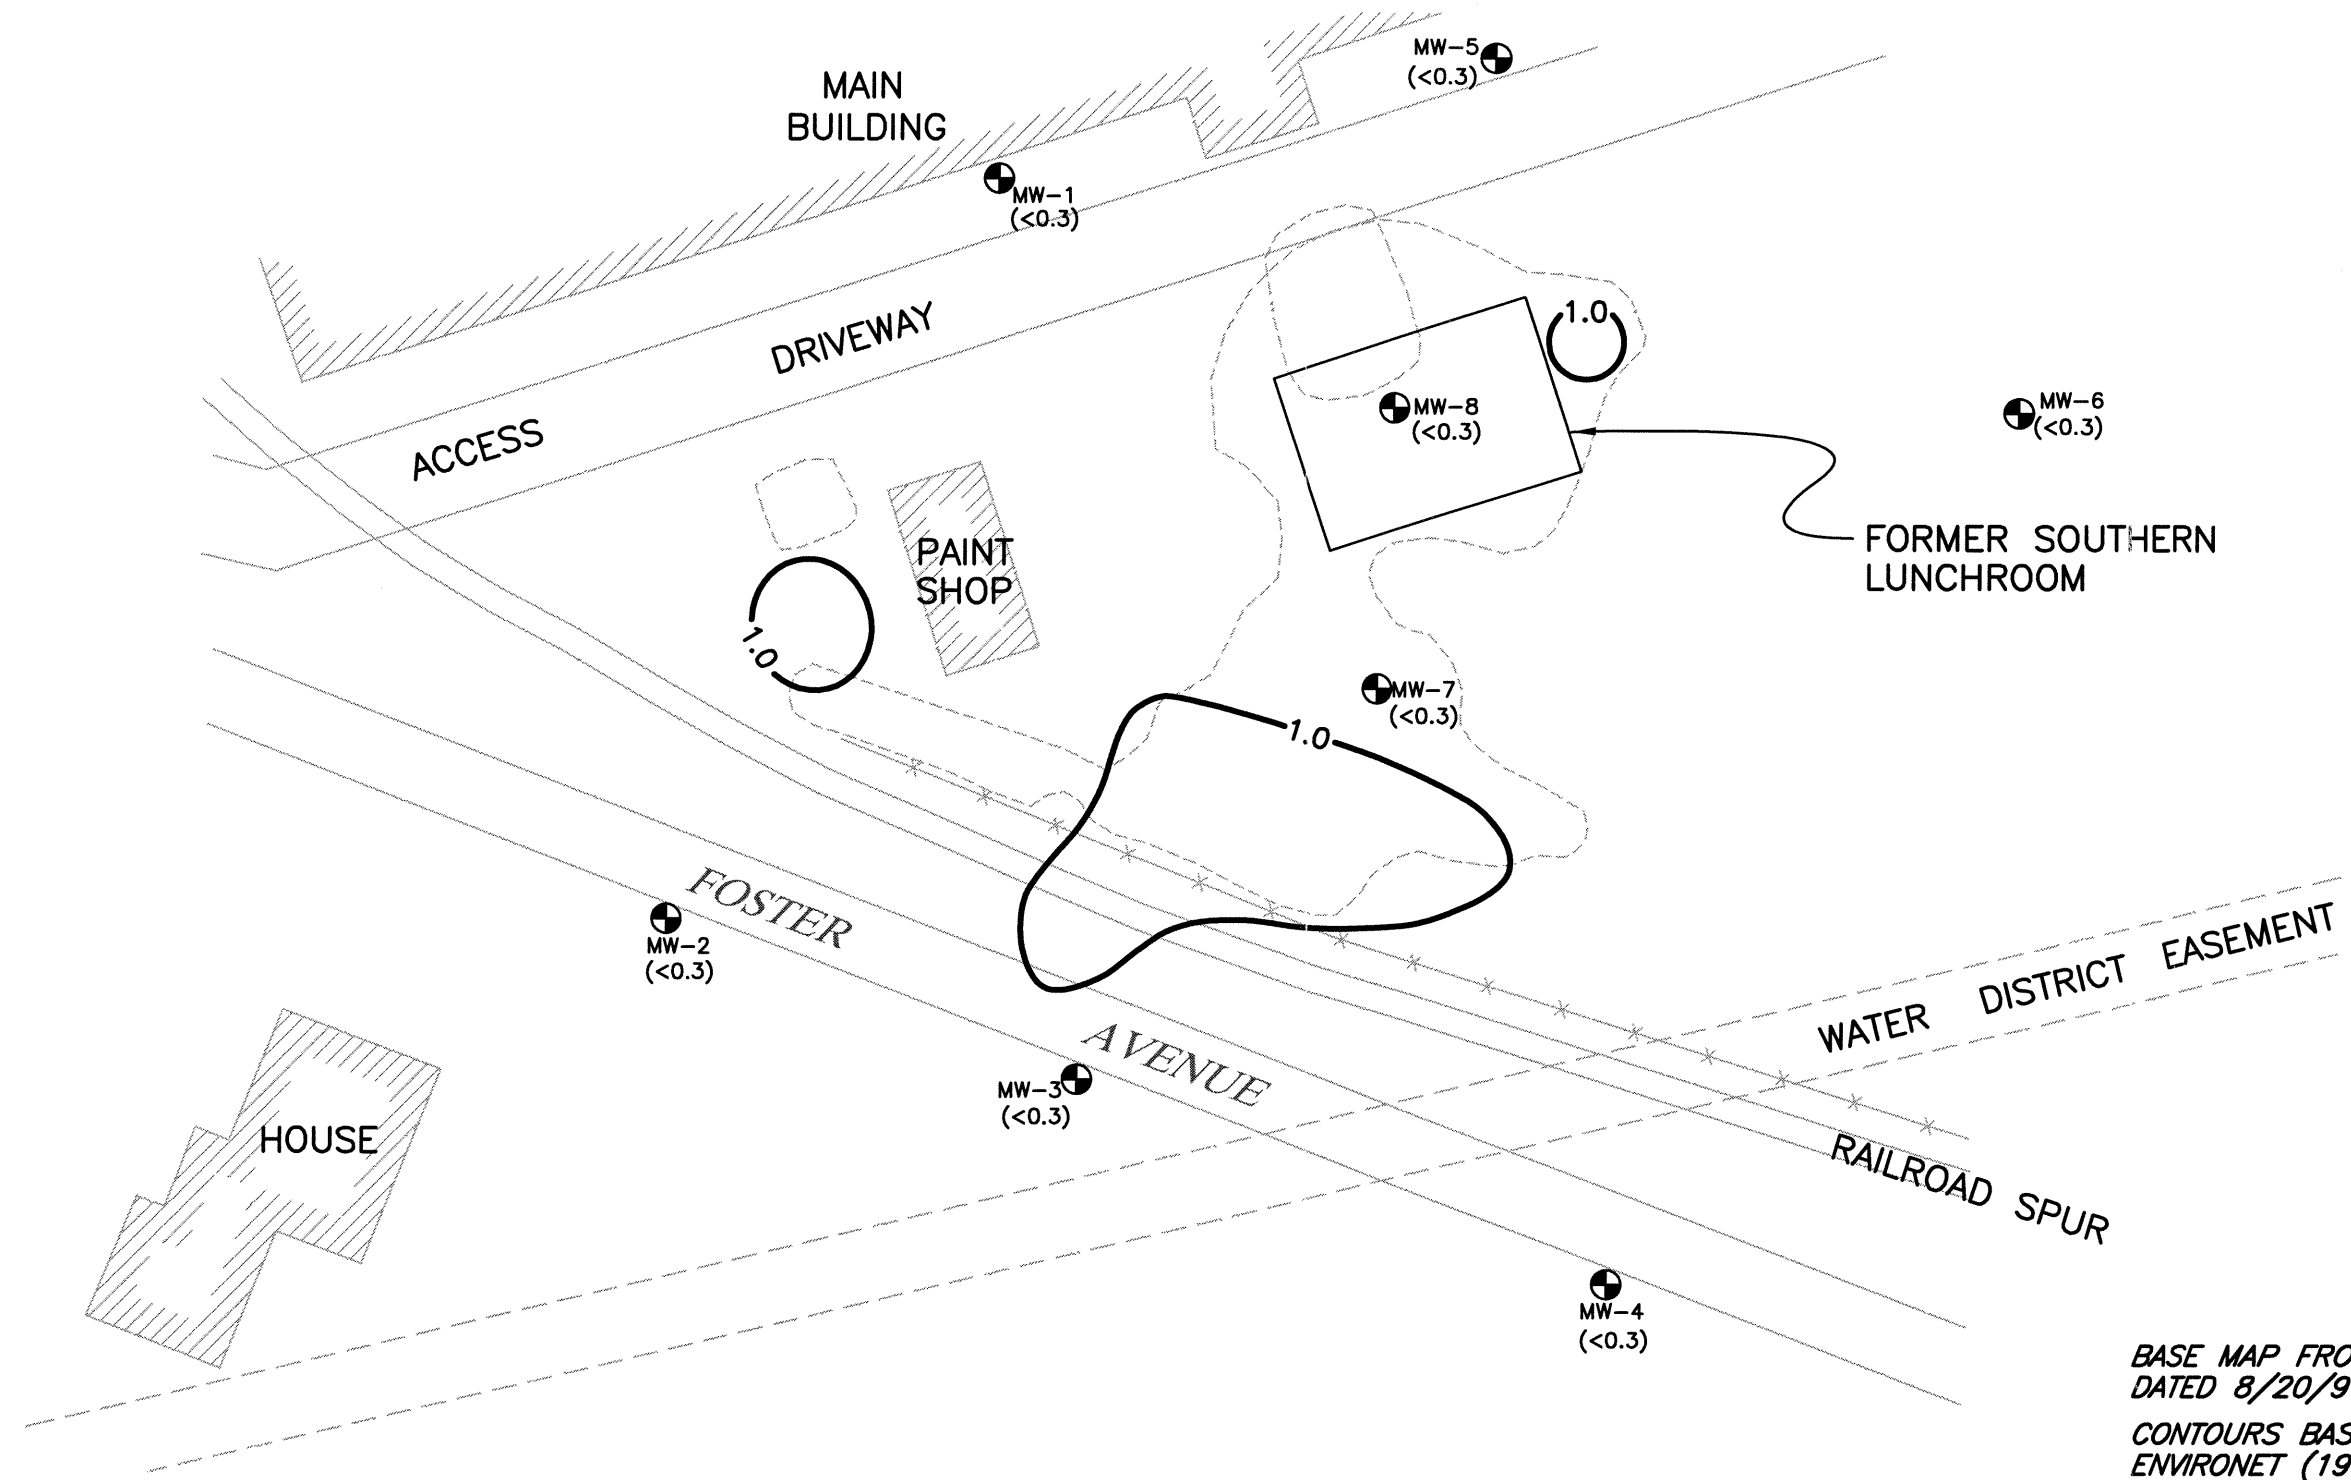 MW-5
(<0.3)
MAIN
BUILDING
MW-1
(<0.3)
1.0
DRIVEWAY
MW-8
(<0.3)
MW-6
(<0.3)
ACCESS
FORMER SOUTHERN
LUNCHROOM
PAINT
SHOP
1.0
MW-7
(<0.3)
1.0
FOSTER
MW-2
(<0.3)
WATER DISTRICT EASEMENT
AVENUE
MW-3
(<0.3)
HOUSE
RAILROAD SPUR
MW-4
(<0.3)
BASE MAP FRO
DATED 8/20/9
CONTOURS BAS
ENVIRONET (19